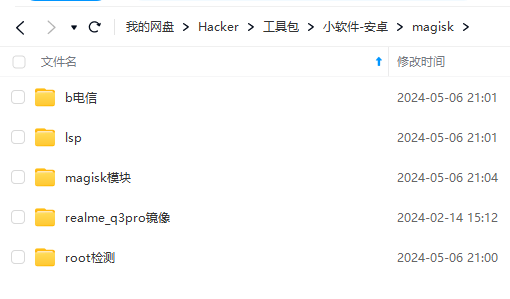 我的网盘 > Hacker > 工具包 > 小软件-安卓 > magisk >
文件名 修改时间
b电信 2024-05-06 21:01
lsp 2024-05-06 21:01
magisk模块 2024-05-06 21:04
realme_q3pro镜像 2024-02-14 15:12
root检测 2024-05-06 21:00